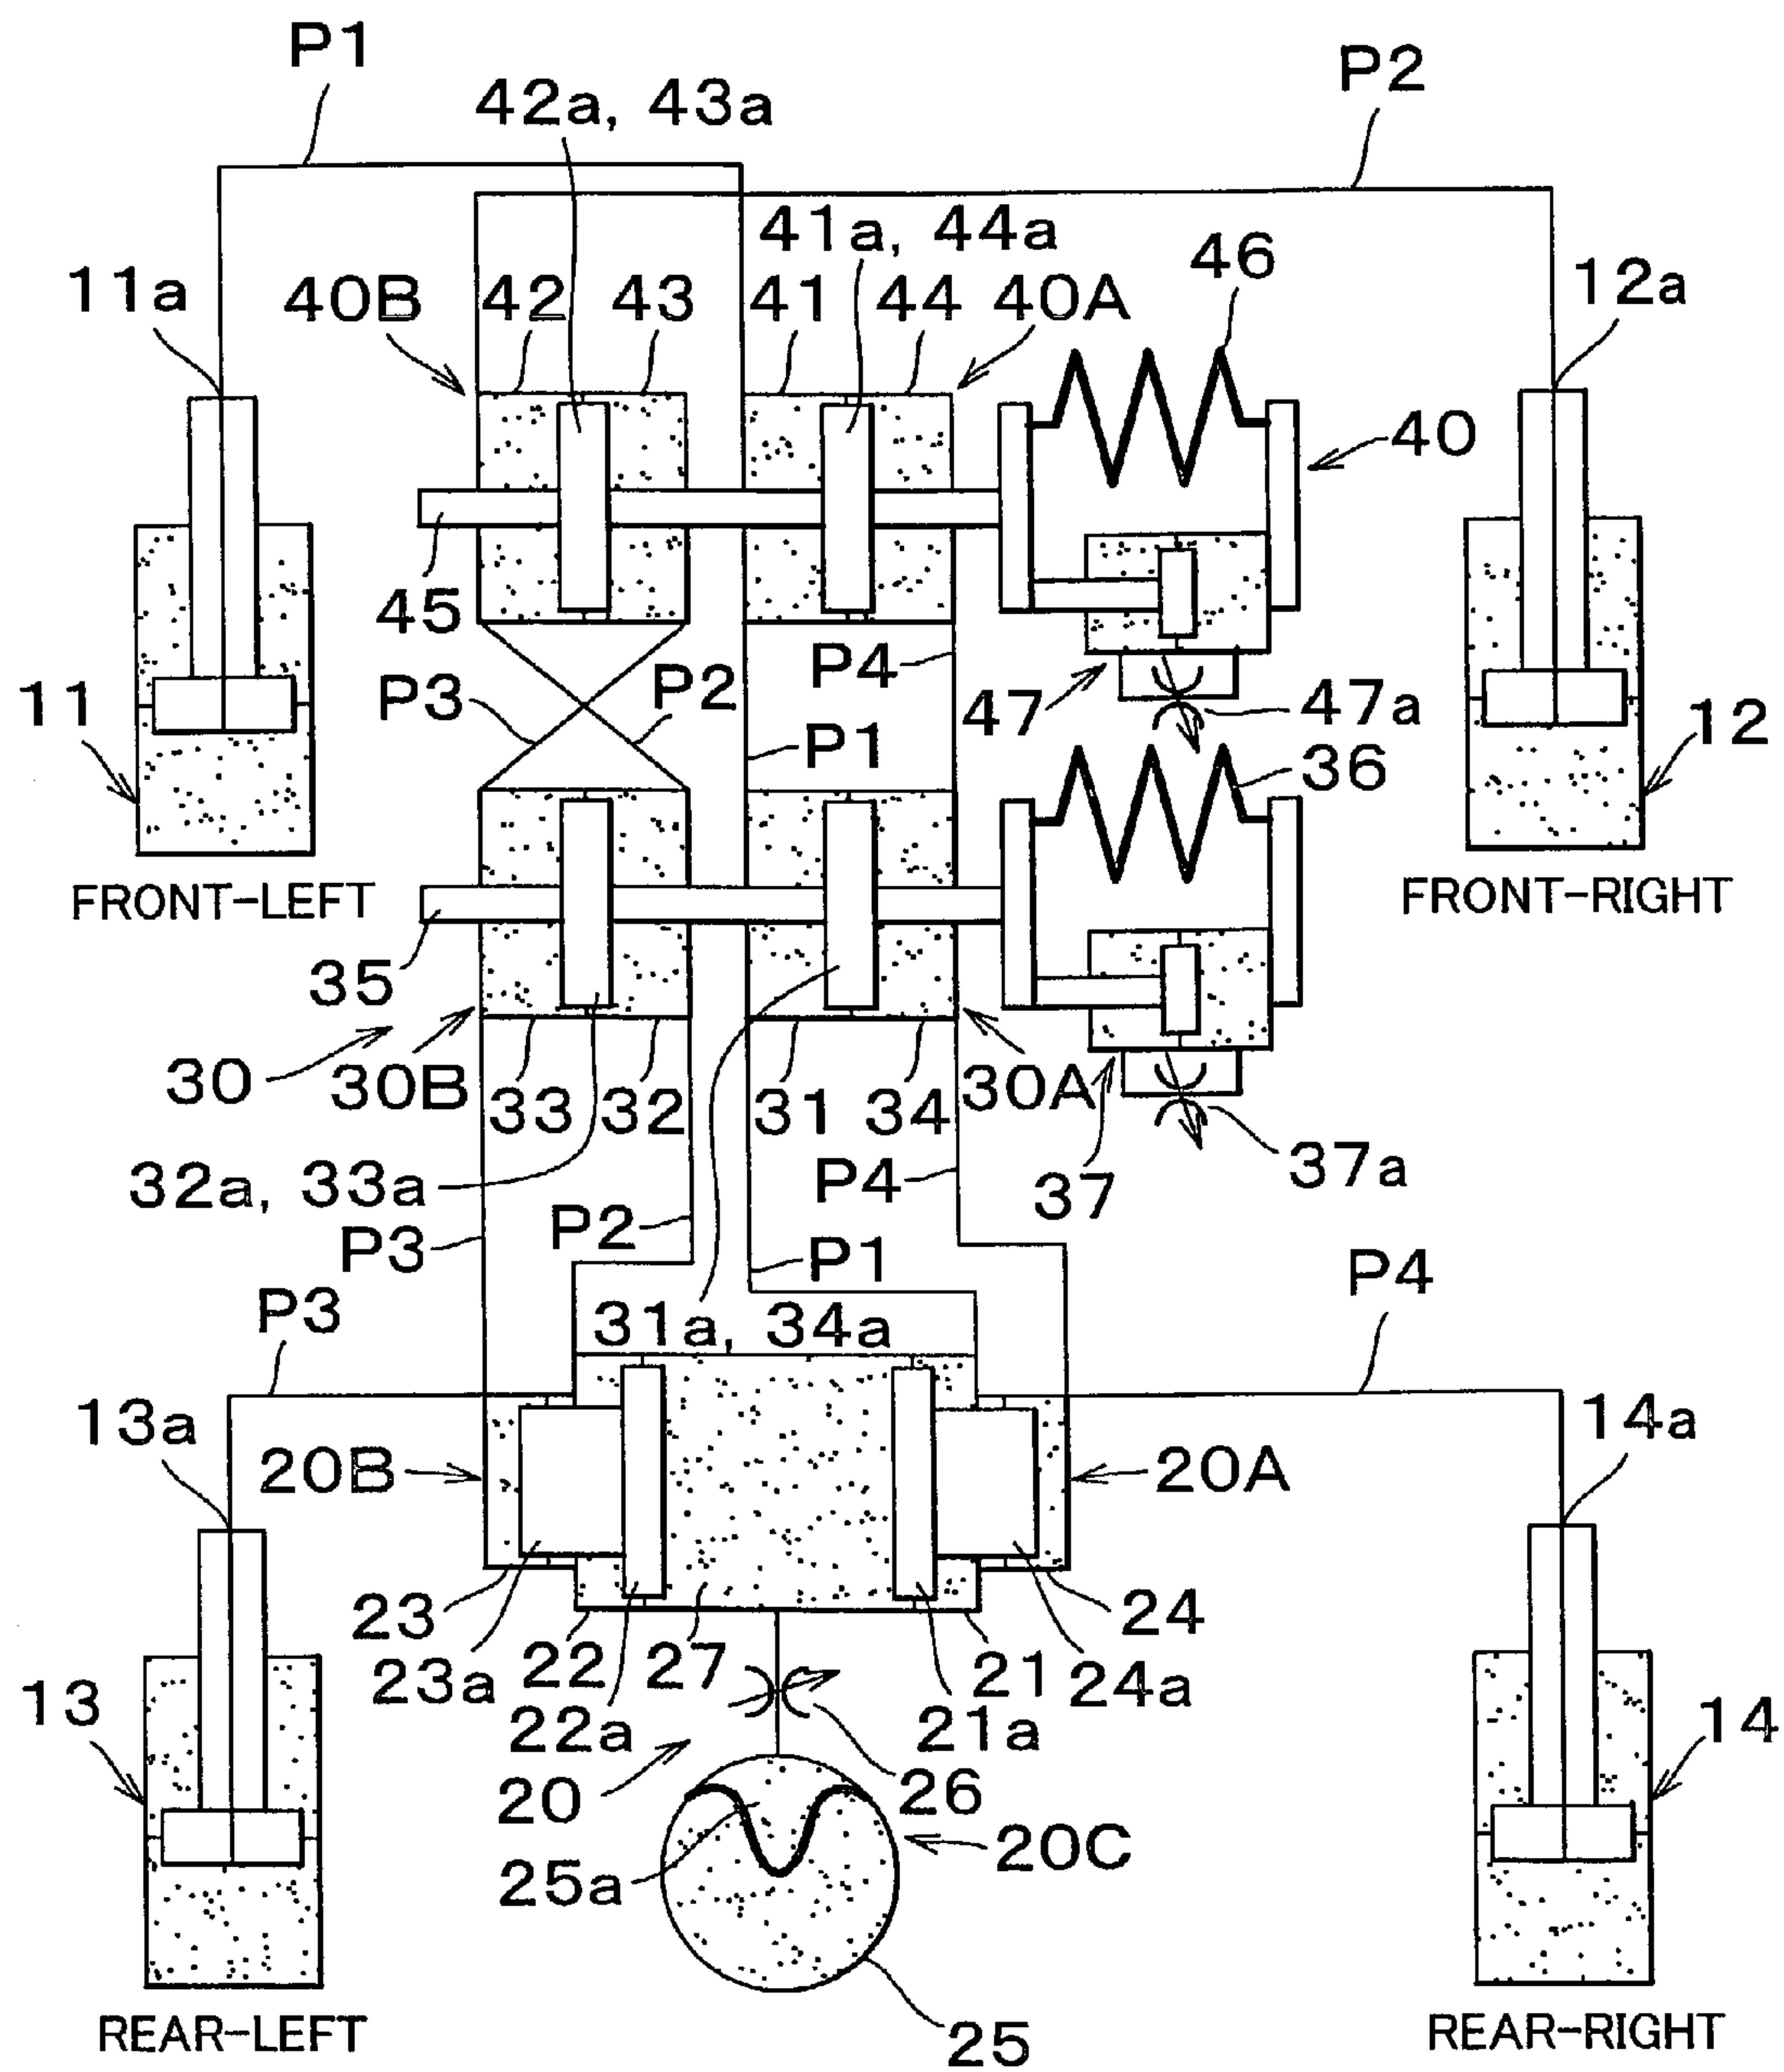 P1
P2
42a, 43a
41a, 44a
46
11a
12a
40B
42
43
41
44
40A
40
45
P3
P2
P4
47
47a
11
12
P1
36
FRONT-LEFT
FRONT-RIGHT
35
30
30B
33
32
31
34
30A
37
37a
32a, 33a
P4
P2
P3
P1
P4
P3
31a, 34a
13a
14a
20B
20A
23
24
23a
22
27
21
24a
22a
21a
13
14
20
26
20C
25a
25
REAR-LEFT
REAR-RIGHT